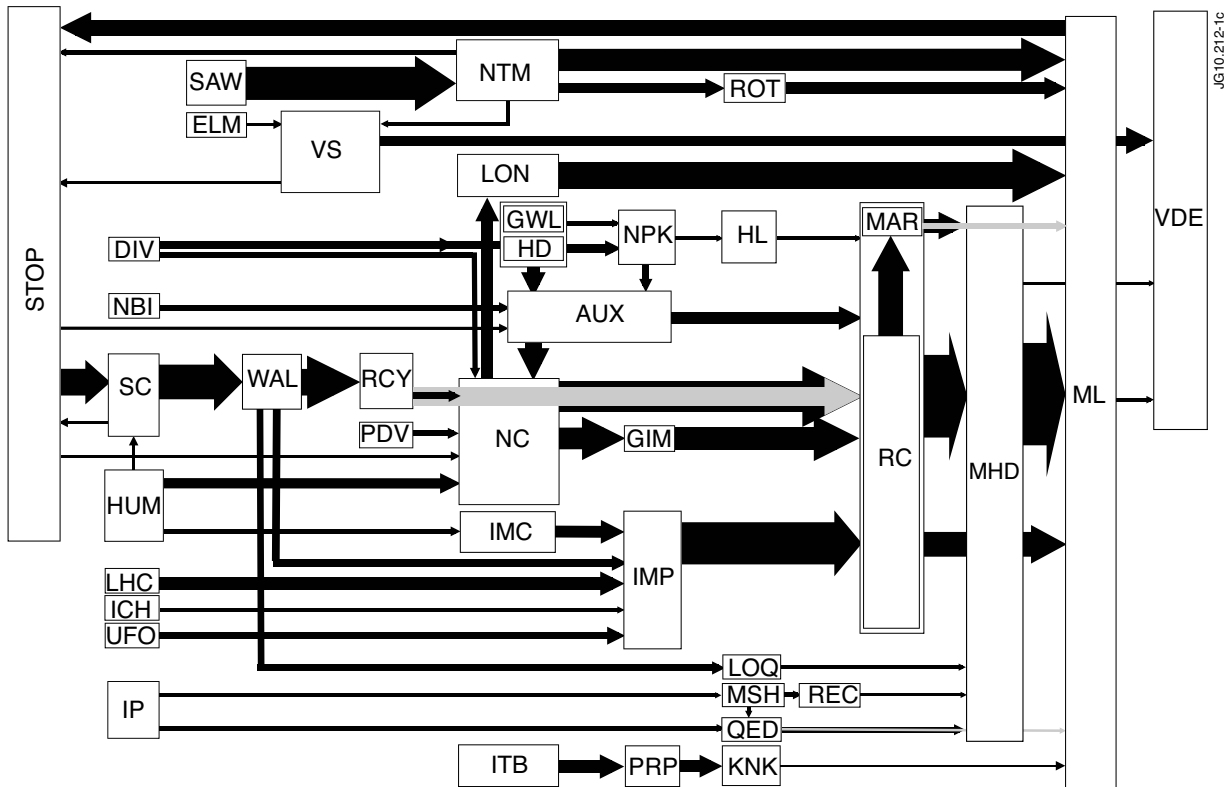 JG10.212-1c
STOP
SAW
NTM
ROT
ELM
VS
LON
VDE
GWL
HD
NPK
HL
MAR
DIV
NBI
AUX
SC
WAL
RCY
ML
PDV
NC
GIM
RC
MHD
HUM
IMC
IMP
LHC
ICH
UFO
LOQ
IP
MSH
REC
QED
ITB
PRP
KNK